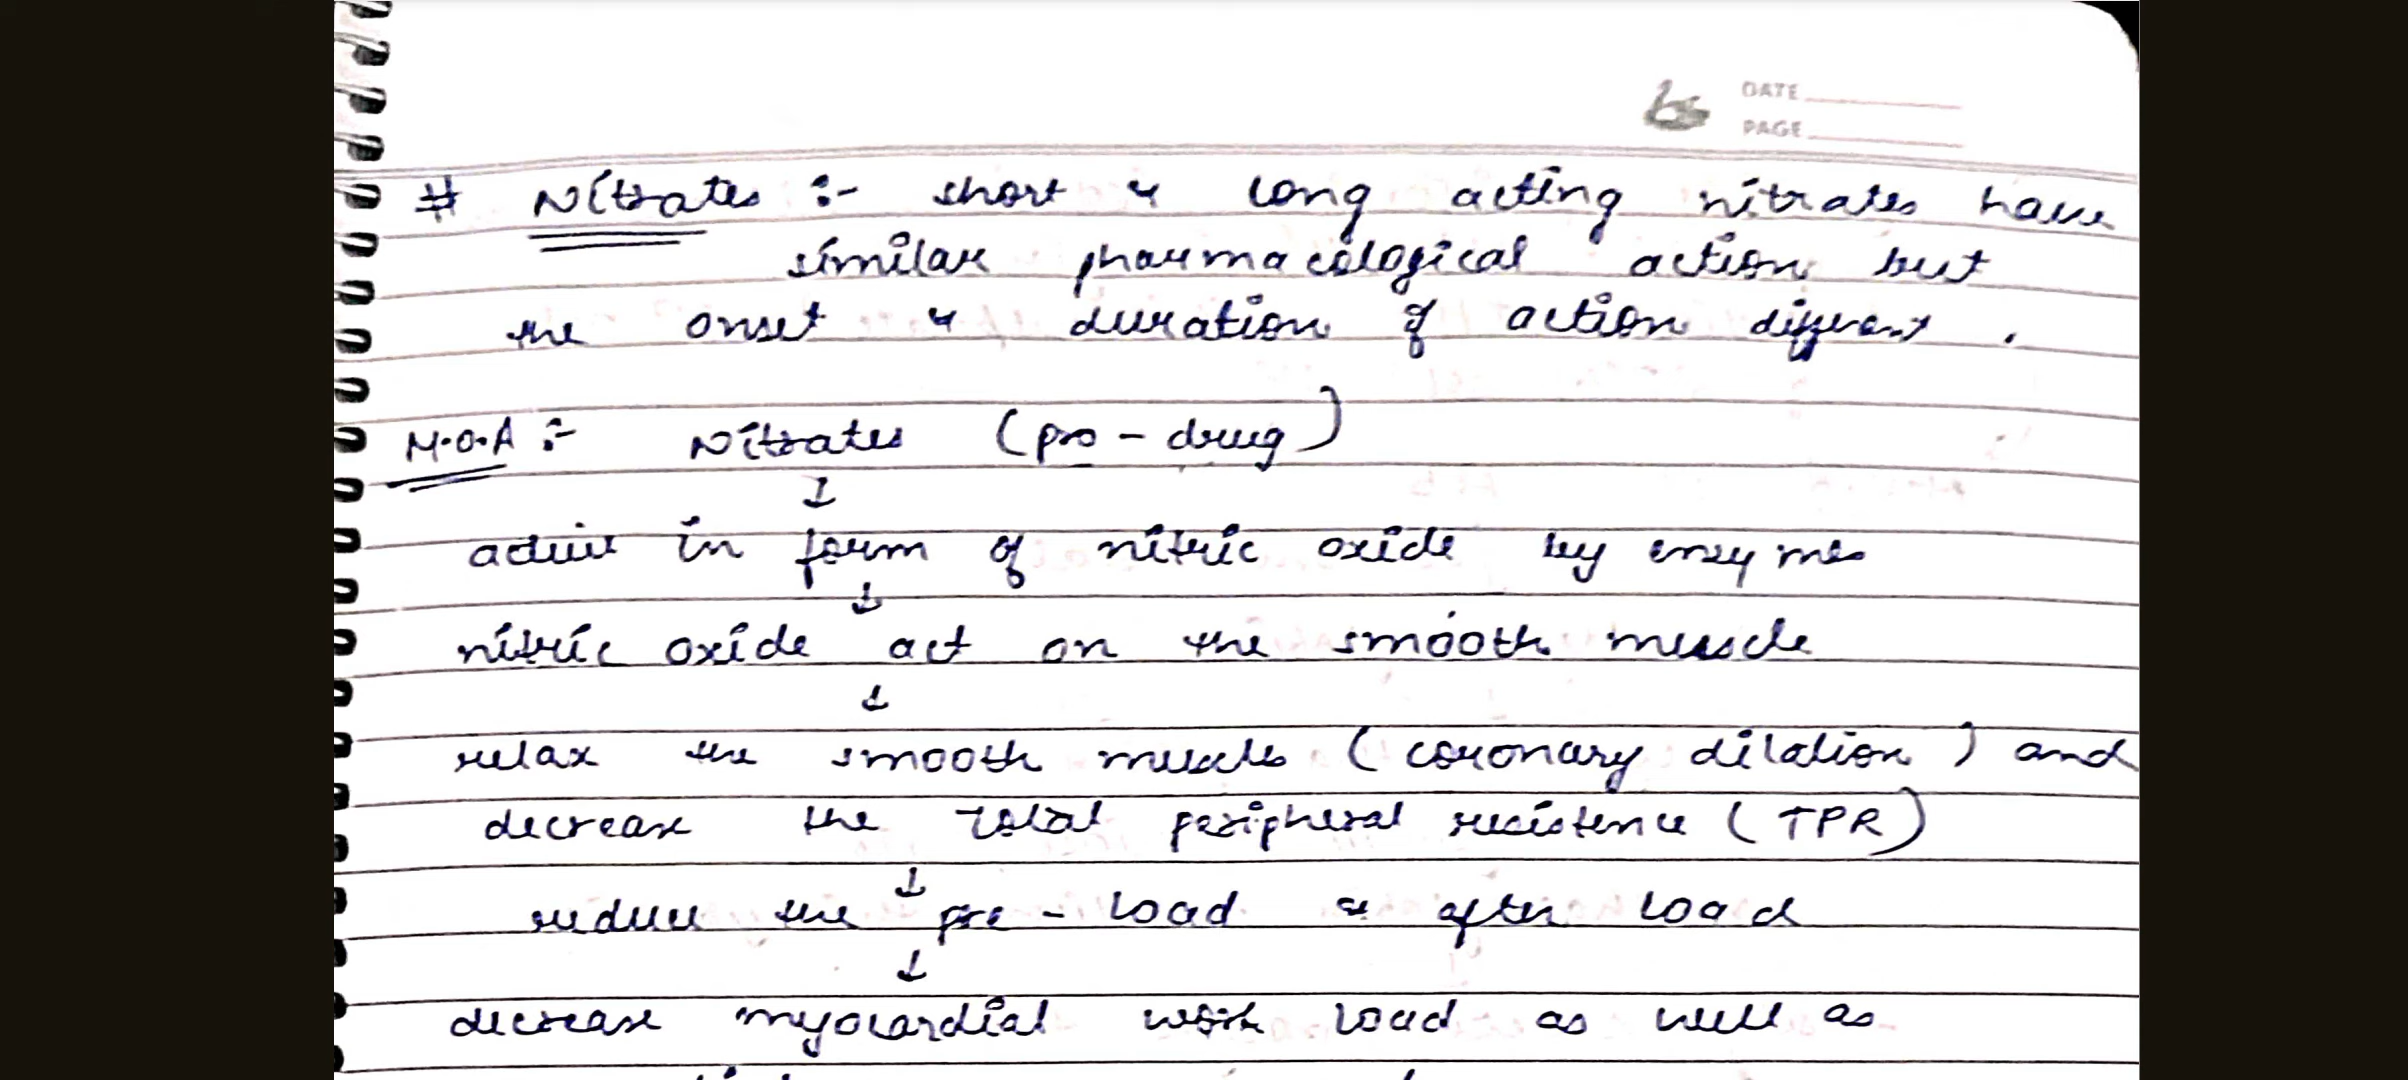 DATE
PAGE
# Nitrates :- short & long acting nitrates have
similar pharmacological action but
the onset & duration of action different.
M.O.A :- Nitrates (pro-drug)
↓
active in form of nitric oxide by enzymes
↓
nitric oxide act on the smooth muscle
↓
relax the smooth muscles (coronary dilation) and
decrease the total peripheral resistence (TPR)
↓
reduce the pre-load & after load
↓
decrease myocardial work load as well as